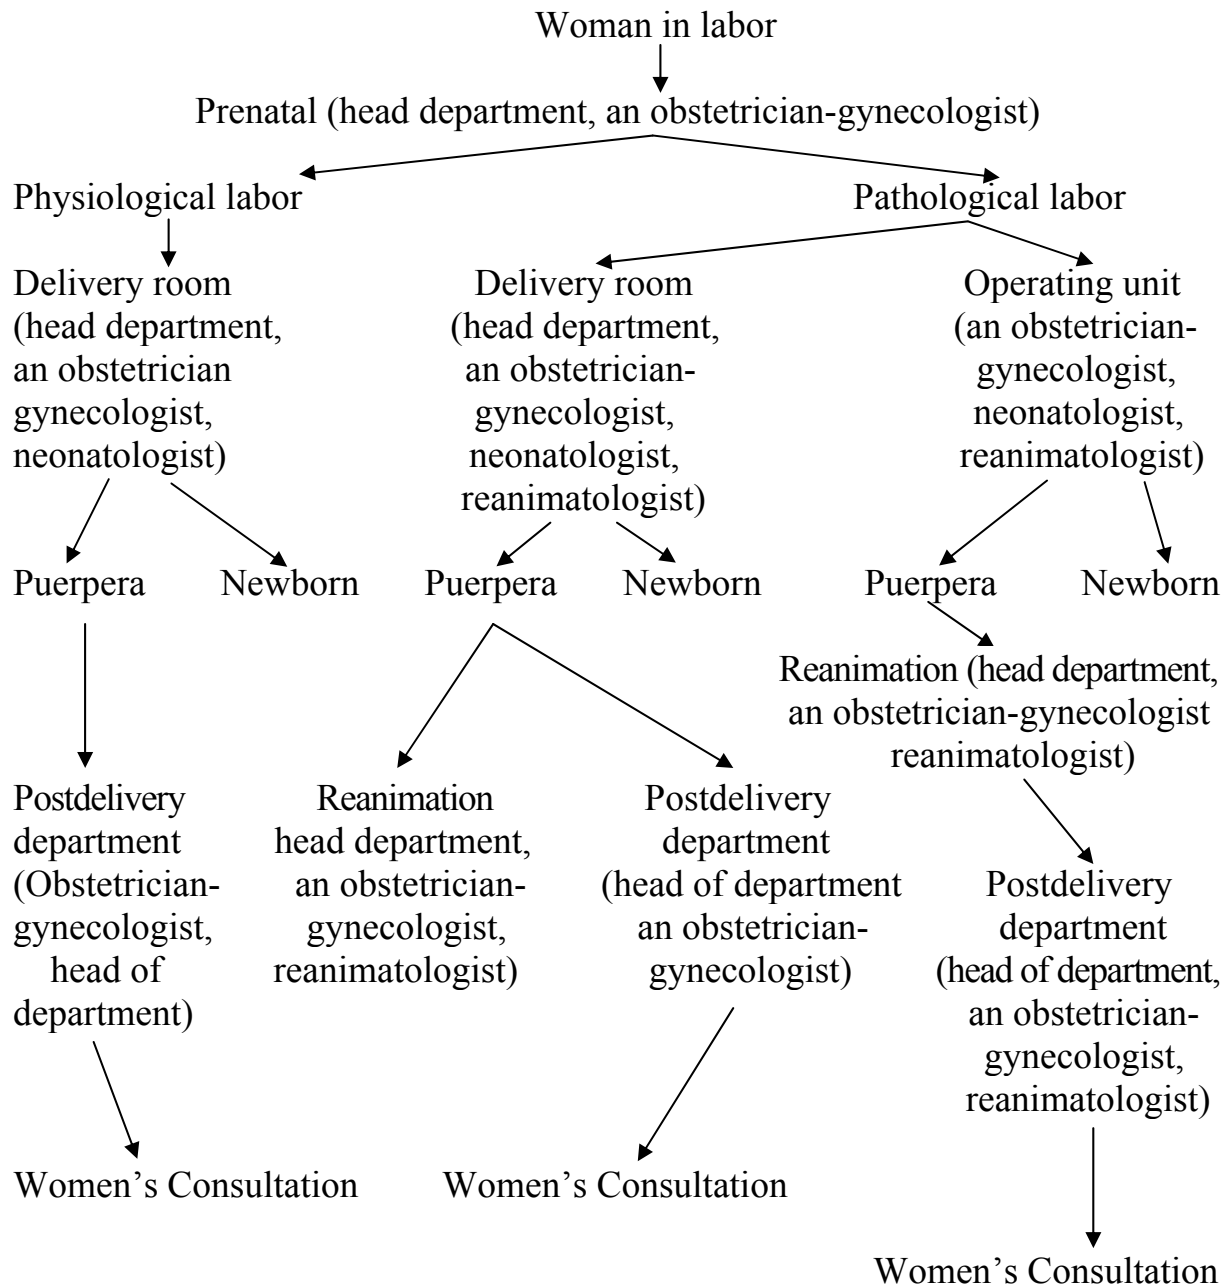 Woman in labor
Prenatal (head department, an obstetrician-gynecologist)
Physiological labor
Pathological labor
Delivery room
(head department,
an obstetrician
gynecologist,
neonatologist)
Delivery room
(head department,
an obstetrician-
gynecologist,
neonatologist,
reanimatologist)
Operating unit
(an obstetrician-
gynecologist,
neonatologist,
reanimatologist)
Puerpera
Newborn
Puerpera
Newborn
Puerpera
Newborn
Reanimation (head department,
an obstetrician-gynecologist
reanimatologist)
Postdelivery
department
(Obstetrician-
gynecologist,
head of
department)
Reanimation
head department,
an obstetrician-
gynecologist,
reanimatologist)
Postdelivery
department
(head of department
an obstetrician-
gynecologist)
Postdelivery
department
(head of department,
an obstetrician-
gynecologist,
reanimatologist)
Women’s Consultation
Women’s Consultation
Women’s Consultation